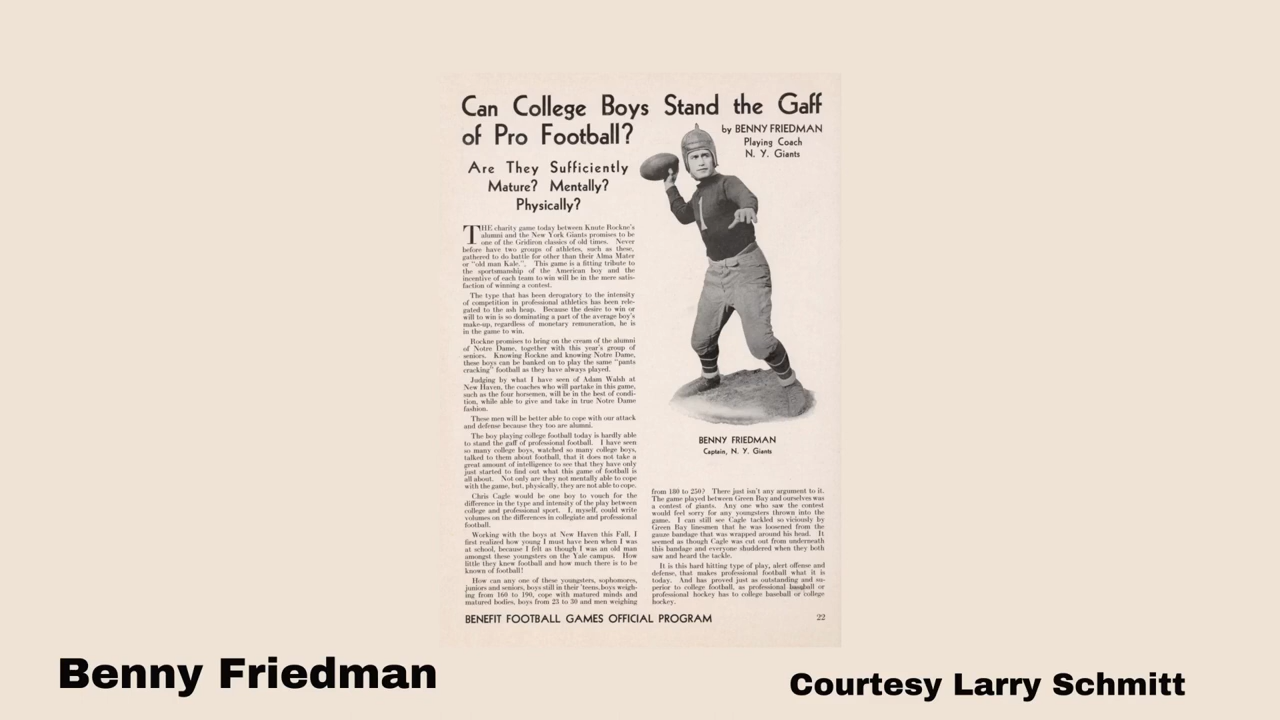 Can College Boys Stand the Gaff
of Pro Football?
by BENNY FRIEDMAN
Playing Coach
N. Y. Giants
Are They Sufficiently
Mature? Mentally?
Physically?
THE charity game today between Knute Rockne's
alumni and the New York Giants promises to be
one of the Gridiron classics of old times. Never
before have two groups of athletes, such as these,
gathered to do battle for other than their Alma Mater
or "old man Kale.". This game is a fitting tribute to
the sportsmanship of the American boy and the
incentive of each team to win will be in the mere satis-
faction of winning a contest.
The type that has been derogatory to the intensity
of competition in professional athletics has been rele-
gated to the ash heap. Because the desire to win or
will to win is so dominating a part of the average boy's
make-up, regardless of monetary remuneration, he is
in the game to win.
Rockne promises to bring on the cream of the alumni
of Notre Dame, together with this year's group of
seniors. Knowing Rockne and knowing Notre Dame,
these boys can be banked on to play the same "pants
cracking" football as they have always played.
Judging by what I have seen of Adam Walsh at
New Haven, the coaches who will partake in this game,
such as the four horsemen, will be in the best of condi-
tion, while able to give and take in true Notre Dame
fashion.
These men will be better able to cope with our attack
and defense because they too are alumni.
The boy playing college football today is hardly able
to stand the gaff of professional football. I have seen
so many college boys, watched so many college boys,
talked to them about football, that it does not take a
great amount of intelligence to see that they have only
just started to find out what this game of football is
all about. Not only are they not mentally able to cope
with the game, but, physically, they are not able to cope.
Chris Cagle would be one boy to vouch for the
difference in the type and intensity of the play between
college and professional sport. I, myself, could write
volumes on the differences in collegiate and professional
football.
Working with the boys at New Haven this Fall, I
first realized how young I must have been when I was
at school, because I felt as though I was an old man
amongst these youngsters on the Yale campus. How
little they knew football and how much there is to be
known of football!
How can any one of these youngsters, sophomores,
juniors and seniors, boys still in their 'teens, boys weigh-
ing from 160 to 190, cope with matured minds and
matured bodies, boys from 23 to 30 and men weighing
BENNY FRIEDMAN
Captain, N. Y. Giants
from 180 to 250? There just isn't any argument to it.
The game played between Green Bay and ourselves was
a contest of giants. Any one who saw the contest
would feel sorry for any youngsters thrown into the
game. I can still see Cagle tackled so viciously by
Green Bay linesmen that he was loosened from the
gauze bandage that was wrapped around his head. It
seemed as though Cagle was cut out from underneath
this bandage and everyone shuddered when they both
saw and heard the tackle.
It is this hard hitting type of play, alert offense and
defense, that makes professional football what it is
today. And has proved just as outstanding and su-
perior to college football, as professional baseball or
professional hockey has to college baseball or college
hockey.
BENEFIT FOOTBALL GAMES OFFICIAL PROGRAM
22
Benny Friedman
Courtesy Larry Schmitt